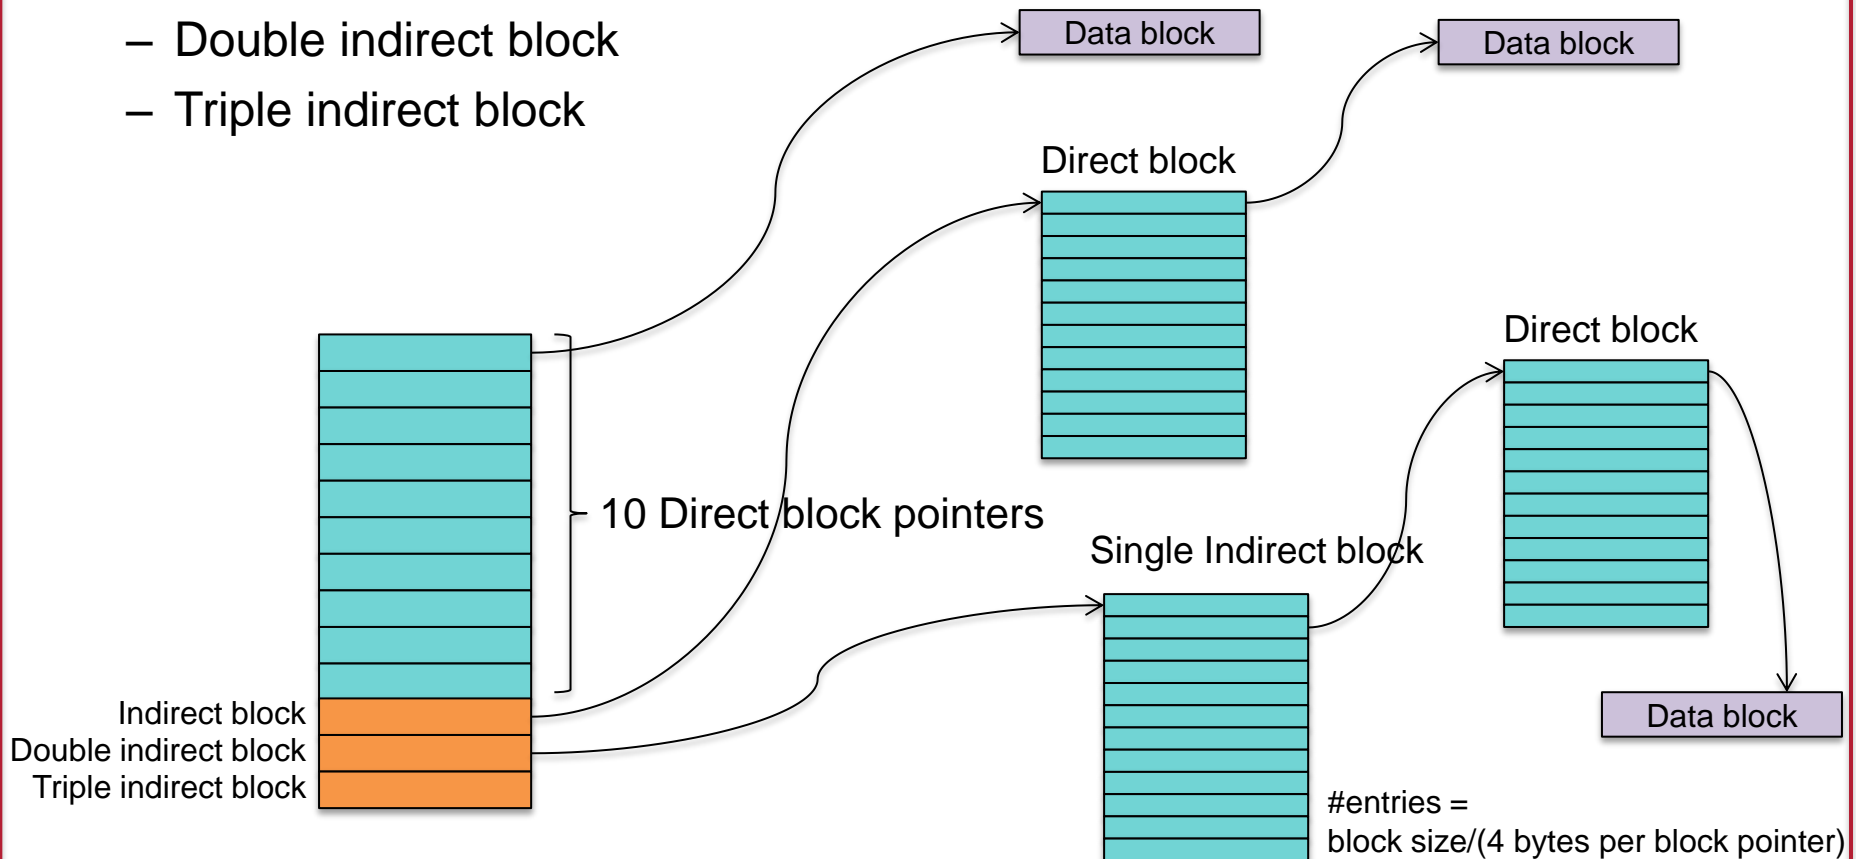 – Double indirect block
– Triple indirect block
Data block
Data block
Direct block
Direct block
10 Direct block pointers
Single Indirect block
Indirect block
Double indirect block
Triple indirect block
Data block
#entries =
block size/(4 bytes per block pointer)